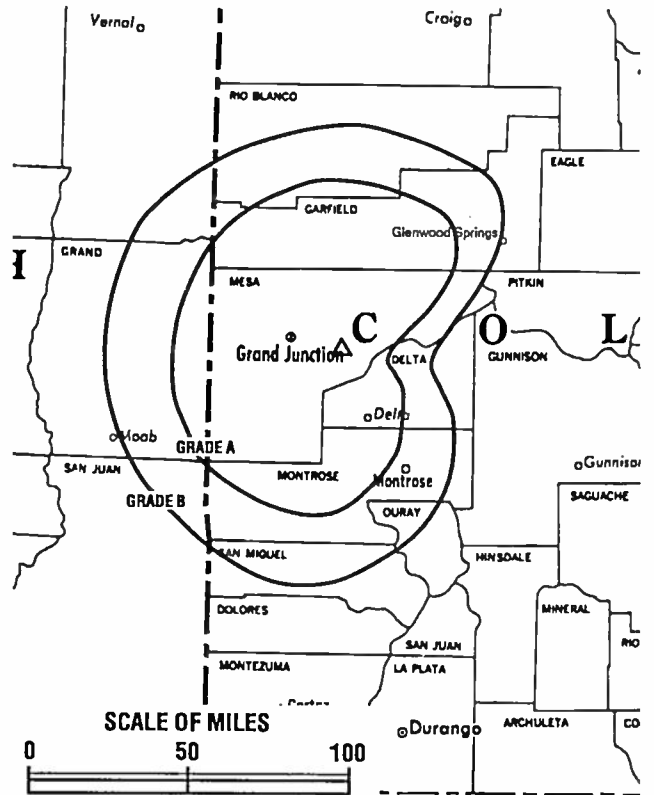 Vernal
Craig
RIO BLANCO
EAGLE
GARFIELD
Glenwood Springs
GRAND
H
MESA
PITKIN
C O L
Grand Junction
DELTA
GUNNISON
Delta
Moab
GRADE A
SAN JUAN
MONTROSE
Montrose
Gunnison
GRADE B
SAGUACHE
OURAY
SAN MIGUEL
HINSDALE
DOLORES
MINERAL
RIO
SAN JUAN
MONTEZUMA
LA PLATA
SCALE OF MILES
Durango
ARCHULETA
CO
0 50 100